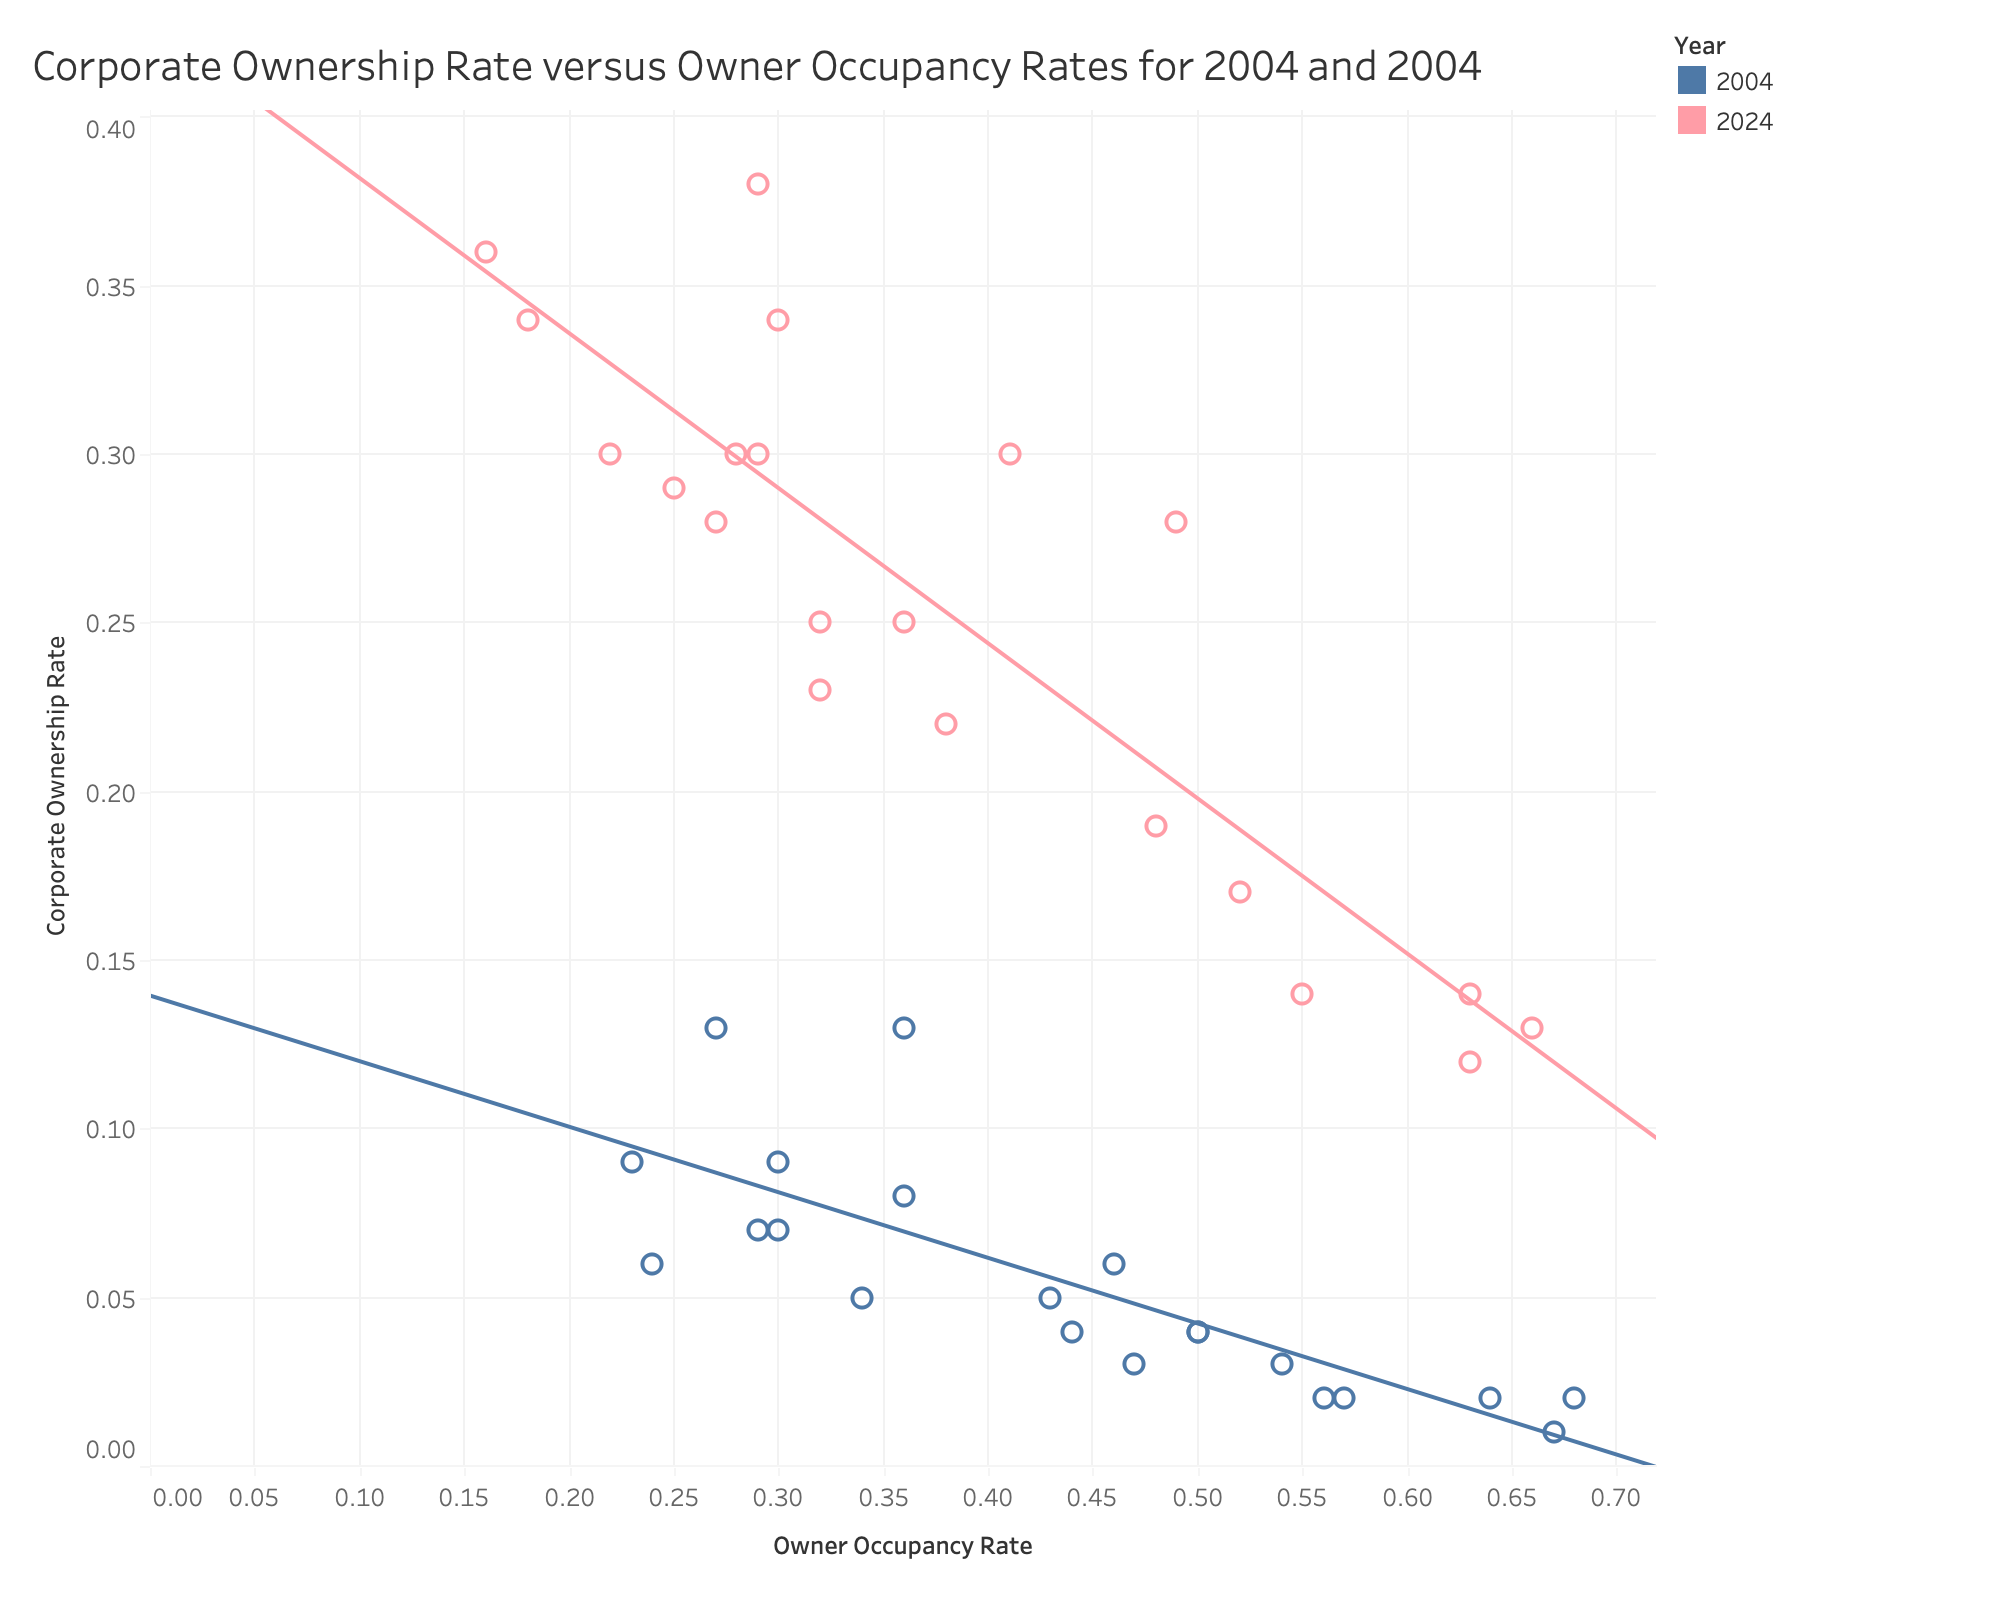 Corporate Ownership Rate versus Owner Occupancy Rates for 2004 and 2004
Year
2004
2024
0.40
0.35
0.30
0.25
0.20
0.15
0.10
0.05
0.00
Corporate Ownership Rate
0.00 0.05 0.10 0.15 0.20 0.25 0.30 0.35 0.40 0.45 0.50 0.55 0.60 0.65 0.70
Owner Occupancy Rate